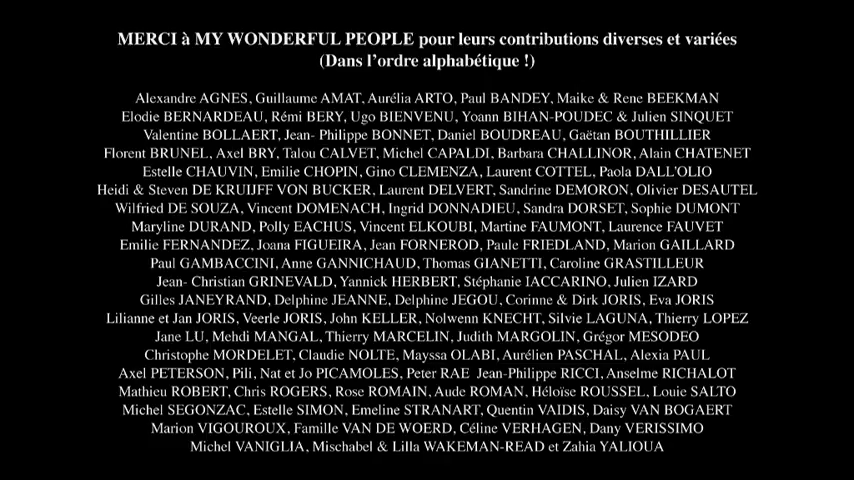 MERCI à MY WONDERFUL PEOPLE pour leurs contributions diverses et variées
(Dans l'ordre alphabétique !)
Alexandre AGNES, Guillaume AMAT, Aurélia ARTO, Paul BANDEY, Maike & Rene BEEKMAN
Elodie BERNARDEAU, Rémi BERY, Ugo BIENVENU, Yoann BIHAN-POUDEC & Julien SINQUET
Valentine BOLLAERT, Jean- Philippe BONNET, Daniel BOUDREAU, Gaëtan BOUTHILLIER
Florent BRUNEL, Axel BRY, Talou CALVET, Michel CAPALDI, Barbara CHALLINOR, Alain CHATENET
Estelle CHAUVIN, Emilie CHOPIN, Gino CLEMENZA, Laurent COTTEL, Paola DALL'OLIO
Heidi & Steven DE KRUIJFF VON BUCKER, Laurent DELVERT, Sandrine DEMORON, Olivier DESAUTEL
Wilfried DE SOUZA, Vincent DOMENACH, Ingrid DONNADIEU, Sandra DORSET, Sophie DUMONT
Maryline DURAND, Polly EACHUS, Vincent ELKOUBI, Martine FAUMONT, Laurence FAUVET
Emilie FERNANDEZ, Joana FIGUEIRA, Jean FORNEROD, Paule FRIEDLAND, Marion GAILLARD
Paul GAMBACCINI, Anne GANNICHAUD, Thomas GIANETTI, Caroline GRASTILLEUR
Jean- Christian GRINEVALD, Yannick HERBERT, Stéphanie IACCARINO, Julien IZARD
Gilles JANEYRAND, Delphine JEANNE, Delphine JEGOU, Corinne & Dirk JORIS, Eva JORIS
Lilianne et Jan JORIS, Veerle JORIS, John KELLER, Nolwenn KNECHT, Silvie LAGUNA, Thierry LOPEZ
Jane LU, Mehdi MANGAL, Thierry MARCELIN, Judith MARGOLIN, Grégor MESODEO
Christophe MORDELET, Claudie NOLTE, Mayssa OLABI, Aurélien PASCHAL, Alexia PAUL
Axel PETERSON, Pili, Nat et Jo PICAMOLES, Peter RAE  Jean-Philippe RICCI, Anselme RICHALOT
Mathieu ROBERT, Chris ROGERS, Rose ROMAIN, Aude ROMAN, Héloïse ROUSSEL, Louie SALTO
Michel SEGONZAC, Estelle SIMON, Emeline STRANART, Quentin VAIDIS, Daisy VAN BOGAERT
Marion VIGOUROUX, Famille VAN DE WOERD, Céline VERHAGEN, Dany VERISSIMO
Michel VANIGLIA, Mischabel & Lilla WAKEMAN-READ et Zahia YALIOUA